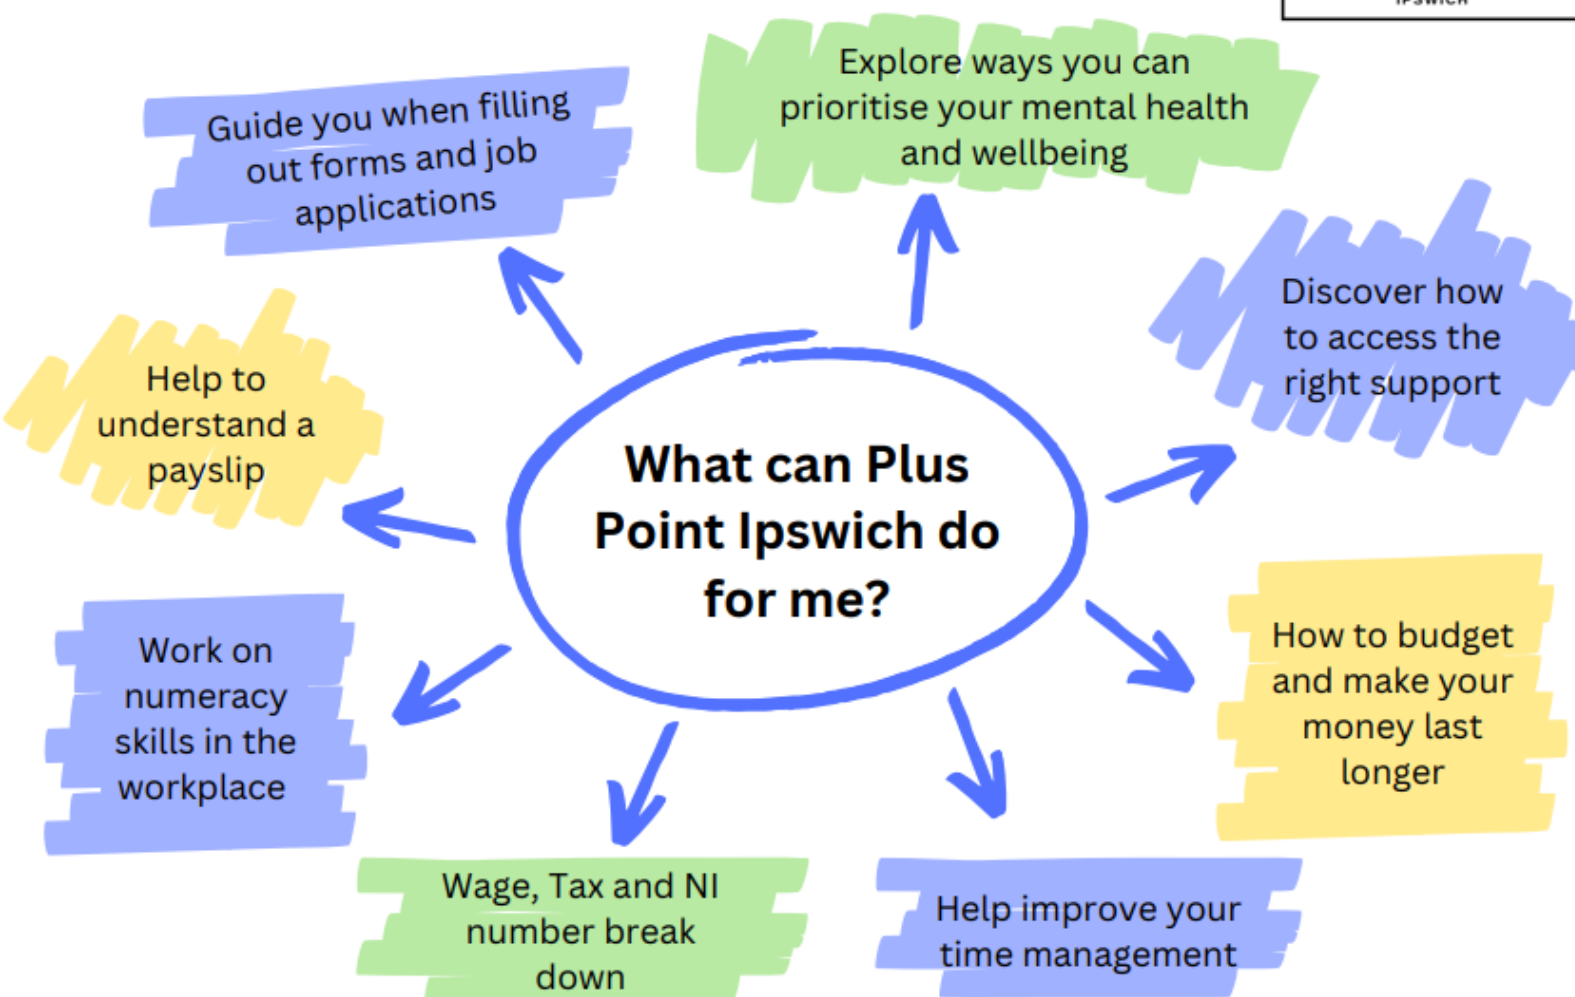 IPSWICH
Explore ways you can
prioritise your mental health
and wellbeing
Guide you when filling
out forms and job
applications
Discover how
to access the
right support
Help to
understand a
payslip
What can Plus
Point Ipswich do
for me?
How to budget
and make your
money last
longer
Work on
numeracy
skills in the
workplace
Wage, Tax and NI
number break
down
Help improve your
time management